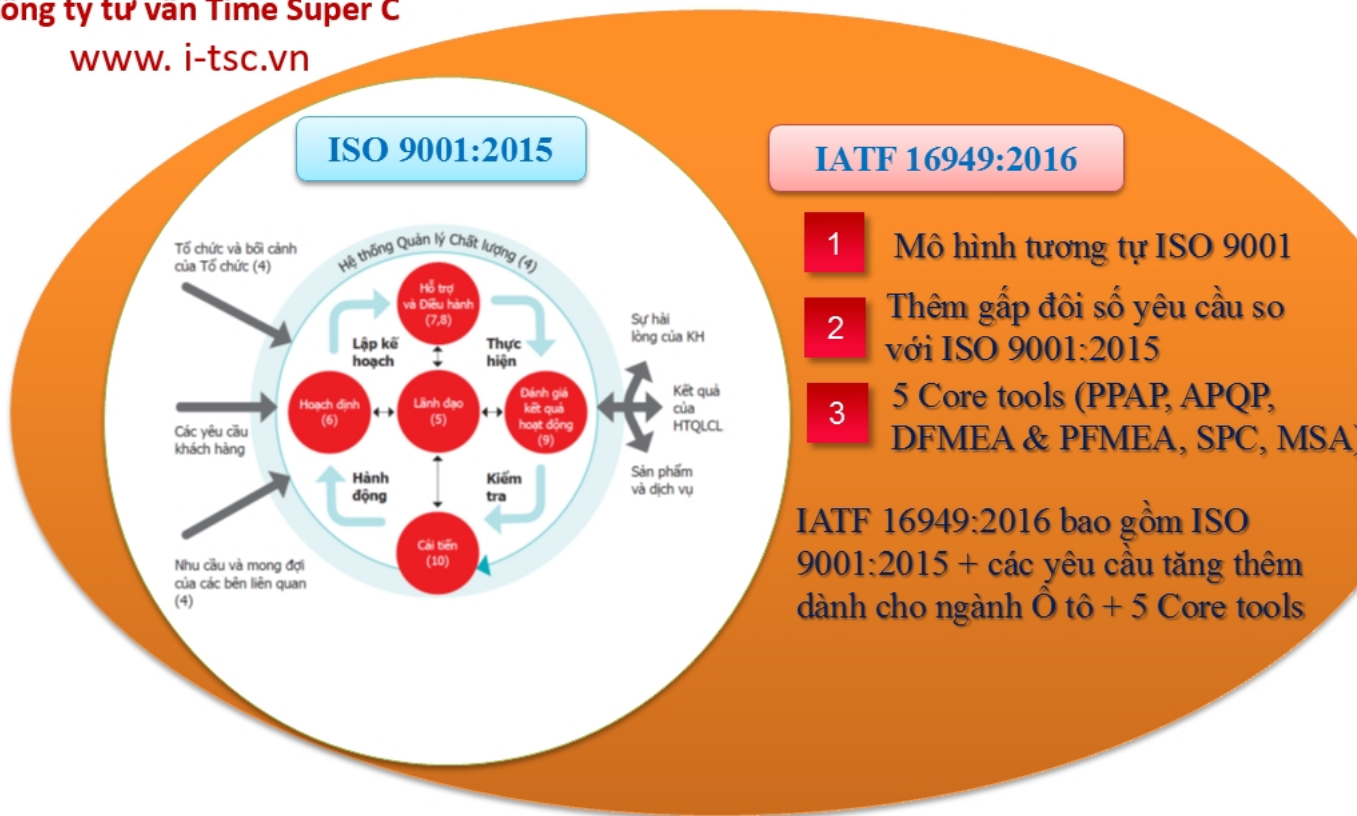 ông ty tư vấn Time Super C
www. i-tsc.vn
ISO 9001:2015
Tổ chức và bối cảnh
của Tổ chức (4)
Các yêu cầu
khách hàng
Nhu cầu và mong đợi
của các bên liên quan
(4)
Hệ thống Quản lý Chất lượng (4)
Hỗ trợ
và Điều hành
(7,8)
Lập kế
hoạch
Thực
hiện
Hoạch định
(6)
Lãnh đạo
(5)
Đánh giá
kết quả
hoạt động
(9)
Hành
động
Kiểm
tra
Cải tiến
(10)
Sự hài
lòng của KH
Kết quả
của
HTQLCL
Sản phẩm
và dịch vụ
IATF 16949:2016
1 Mô hình tương tự ISO 9001
2 Thêm gấp đôi số yêu cầu so
với ISO 9001:2015
3 5 Core tools (PPAP, APQP,
DFMEA & PFMEA, SPC, MSA)
IATF 16949:2016 bao gồm ISO
9001:2015 + các yêu cầu tăng thêm
dành cho ngành Ô tô + 5 Core tools